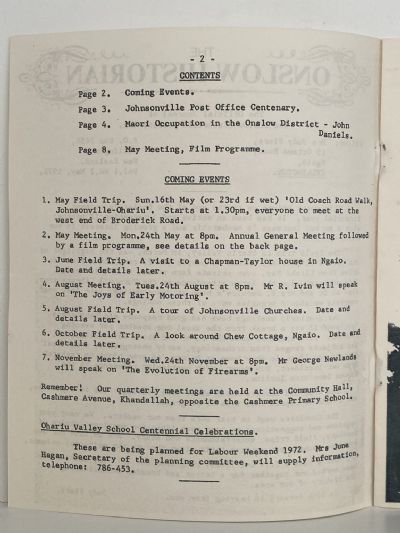 - 2 -
CONTENTS
Page 2. Coming Events.
Page 3. Johnsonville Post Office Centenary.
Page 4. Maori Occupation in the Onslow District - John
Daniels.
Page 8. May Meeting, Film Programme.
COMING EVENTS
1. May Field Trip. Sun.16th May (or 23rd if wet) 'Old Coach Road Walk,
Johnsonville-Ohariu'. Starts at 1.30pm, everyone to meet at the
west end of Broderick Road.
2. May Meeting. Mon.24th May at 8pm. Annual General Meeting followed
by a film programme, see details on the back page.
3. June Field Trip. A visit to a Chapman-Taylor house in Ngaio.
Date and details later.
4. August Meeting. Tues.24th August at 8pm. Mr R. Ivin will speak
on 'The Joys of Early Motoring'.
5. August Field Trip. A tour of Johnsonville Churches. Date and
details later.
6. October Field Trip. A look around Chew Cottage, Ngaio. Date and
details later.
7. November Meeting. Wed.24th November at 8pm. Mr George Newlands
will speak on 'The Evolution of Firearms'.
Remember! Our quarterly meetings are held at the Community Hall,
Cashmere Avenue, Khandallah, opposite the Cashmere Primary School.
Ohariu Valley School Centennial Celebrations.
These are being planned for Labour Weekend 1972. Mrs June
Hagan, Secretary of the planning committee, will supply information,
telephone: 786-453.